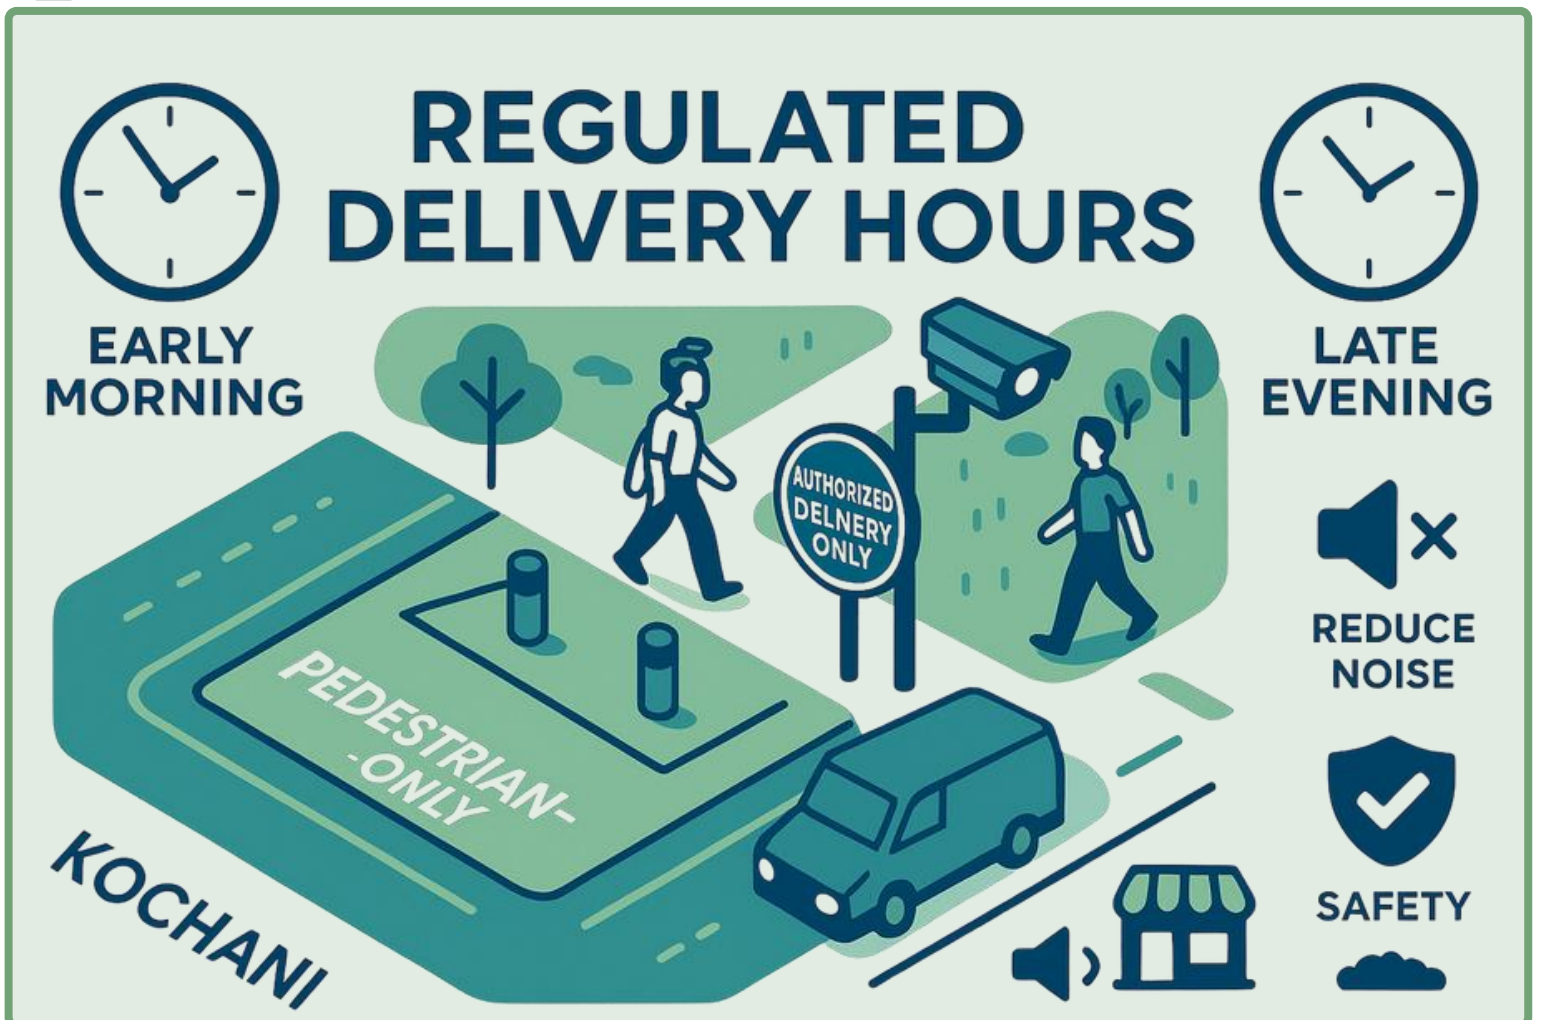 REGULATED
DELIVERY HOURS
EARLY
MORNING
LATE
EVENING
AUTHORIZED
DELNERY
ONLY
REDUCE
NOISE
PEDESTRIAN-
-ONLY
KOCHANI
SAFETY